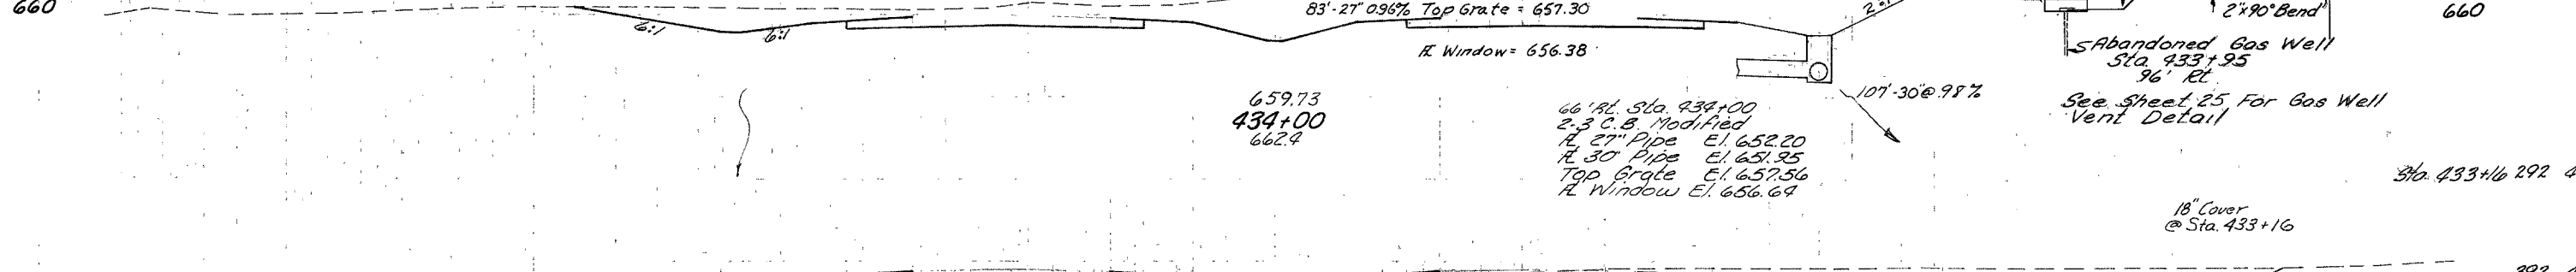 660
83'-27" 0.96% Top Grate = 657.30
2:1
2"x90° Bend
660
6:1
6:1
Window = 656.38
Abandoned Gas Well
Sta. 433+95
96' Rt.
107'-30"@.98%
See Sheet 25 For Gas Well
Vent Detail
659.73
434+00
662.4
66' Rt. Sta. 434+00
2-3 C.B. Modified
27" Pipe El. 652.20
30" Pipe El. 651.95
Top Grate El. 657.56
Window El. 656.64
Sta. 433+16 292
18" Cover
@ Sta. 433+16